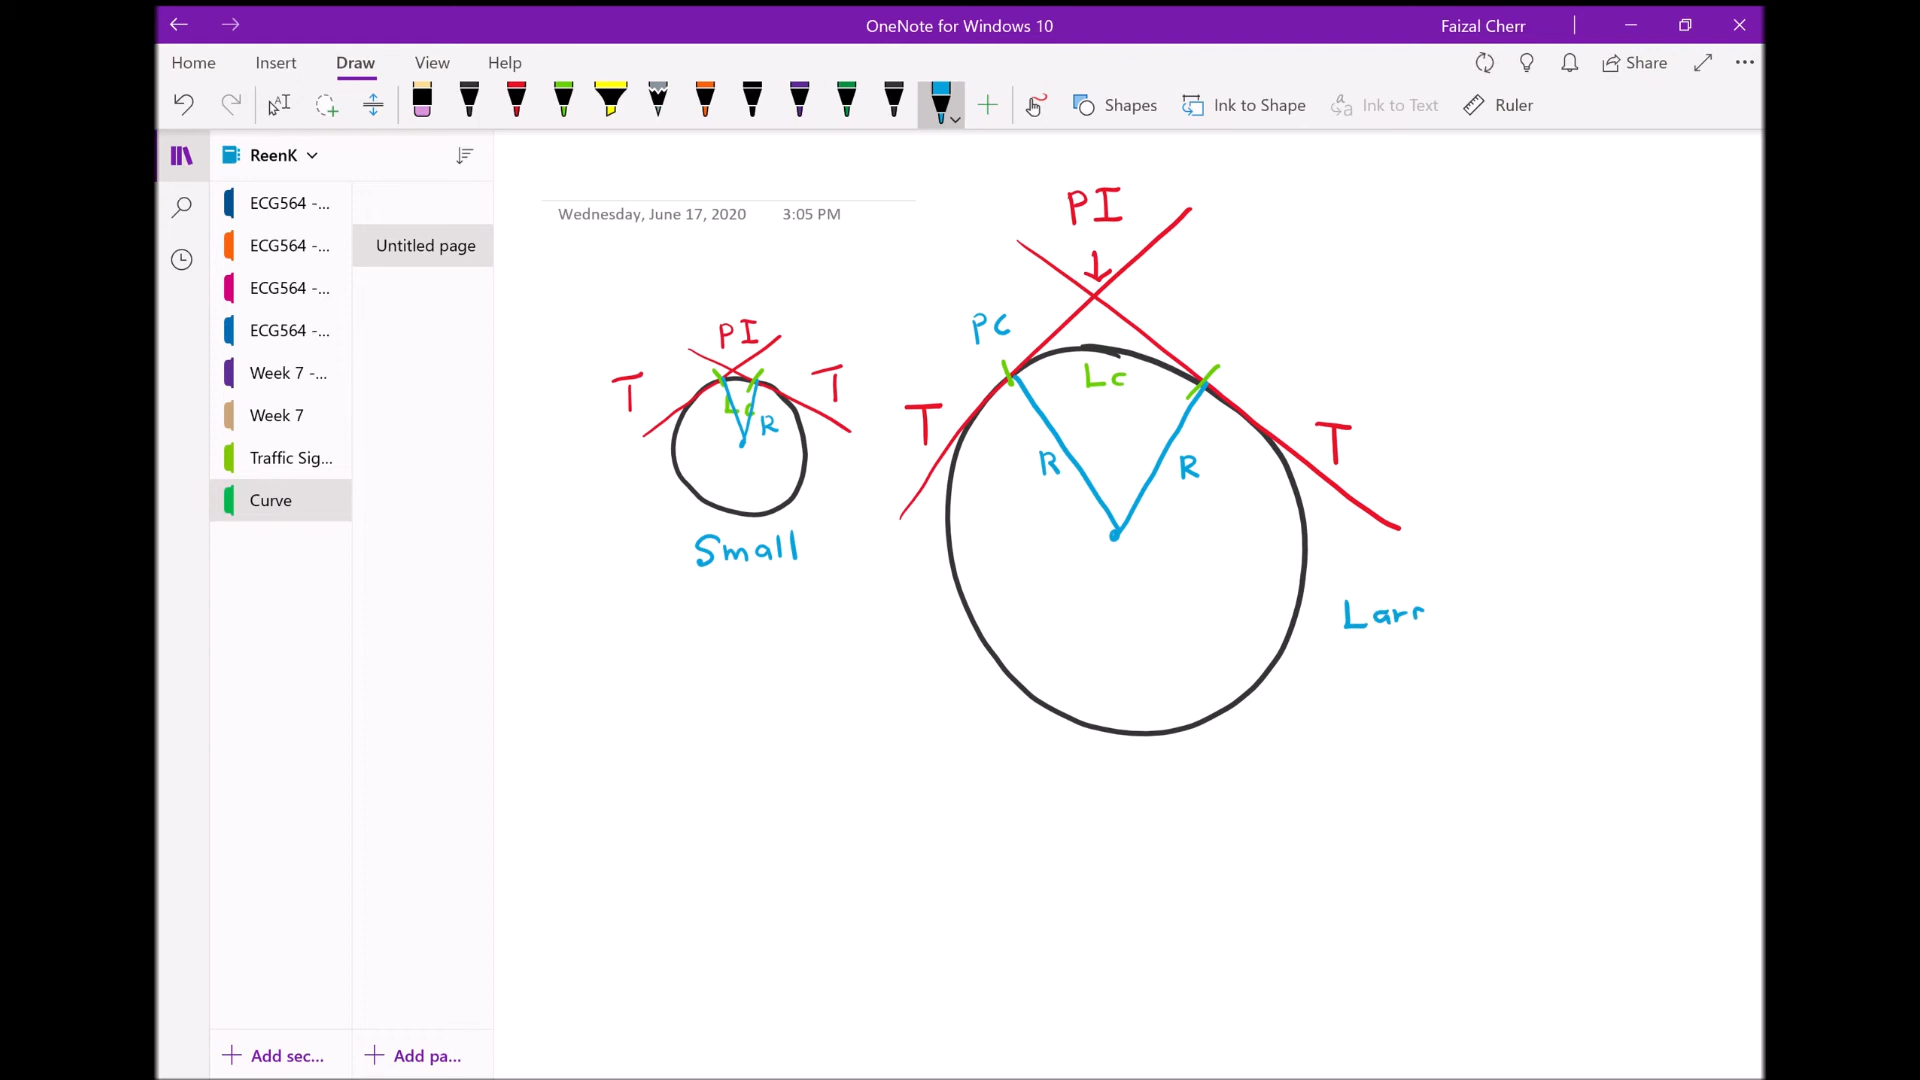 OneNote for Windows 10
Faizal Cherr
Home Insert Draw View Help
Share
Shapes Ink to Shape Ink to Text Ruler
ReenK
ECG564 -...
ECG564 -...
ECG564 -...
ECG564 -...
Week 7 -...
Week 7
Traffic Sig...
Curve
Untitled page
Add sec...
Add pa...
Wednesday, June 17, 2020 3:05 PM
PI
T
T
Lc
R
Small
PI
PC
Lc
T
T
R
R
Larr